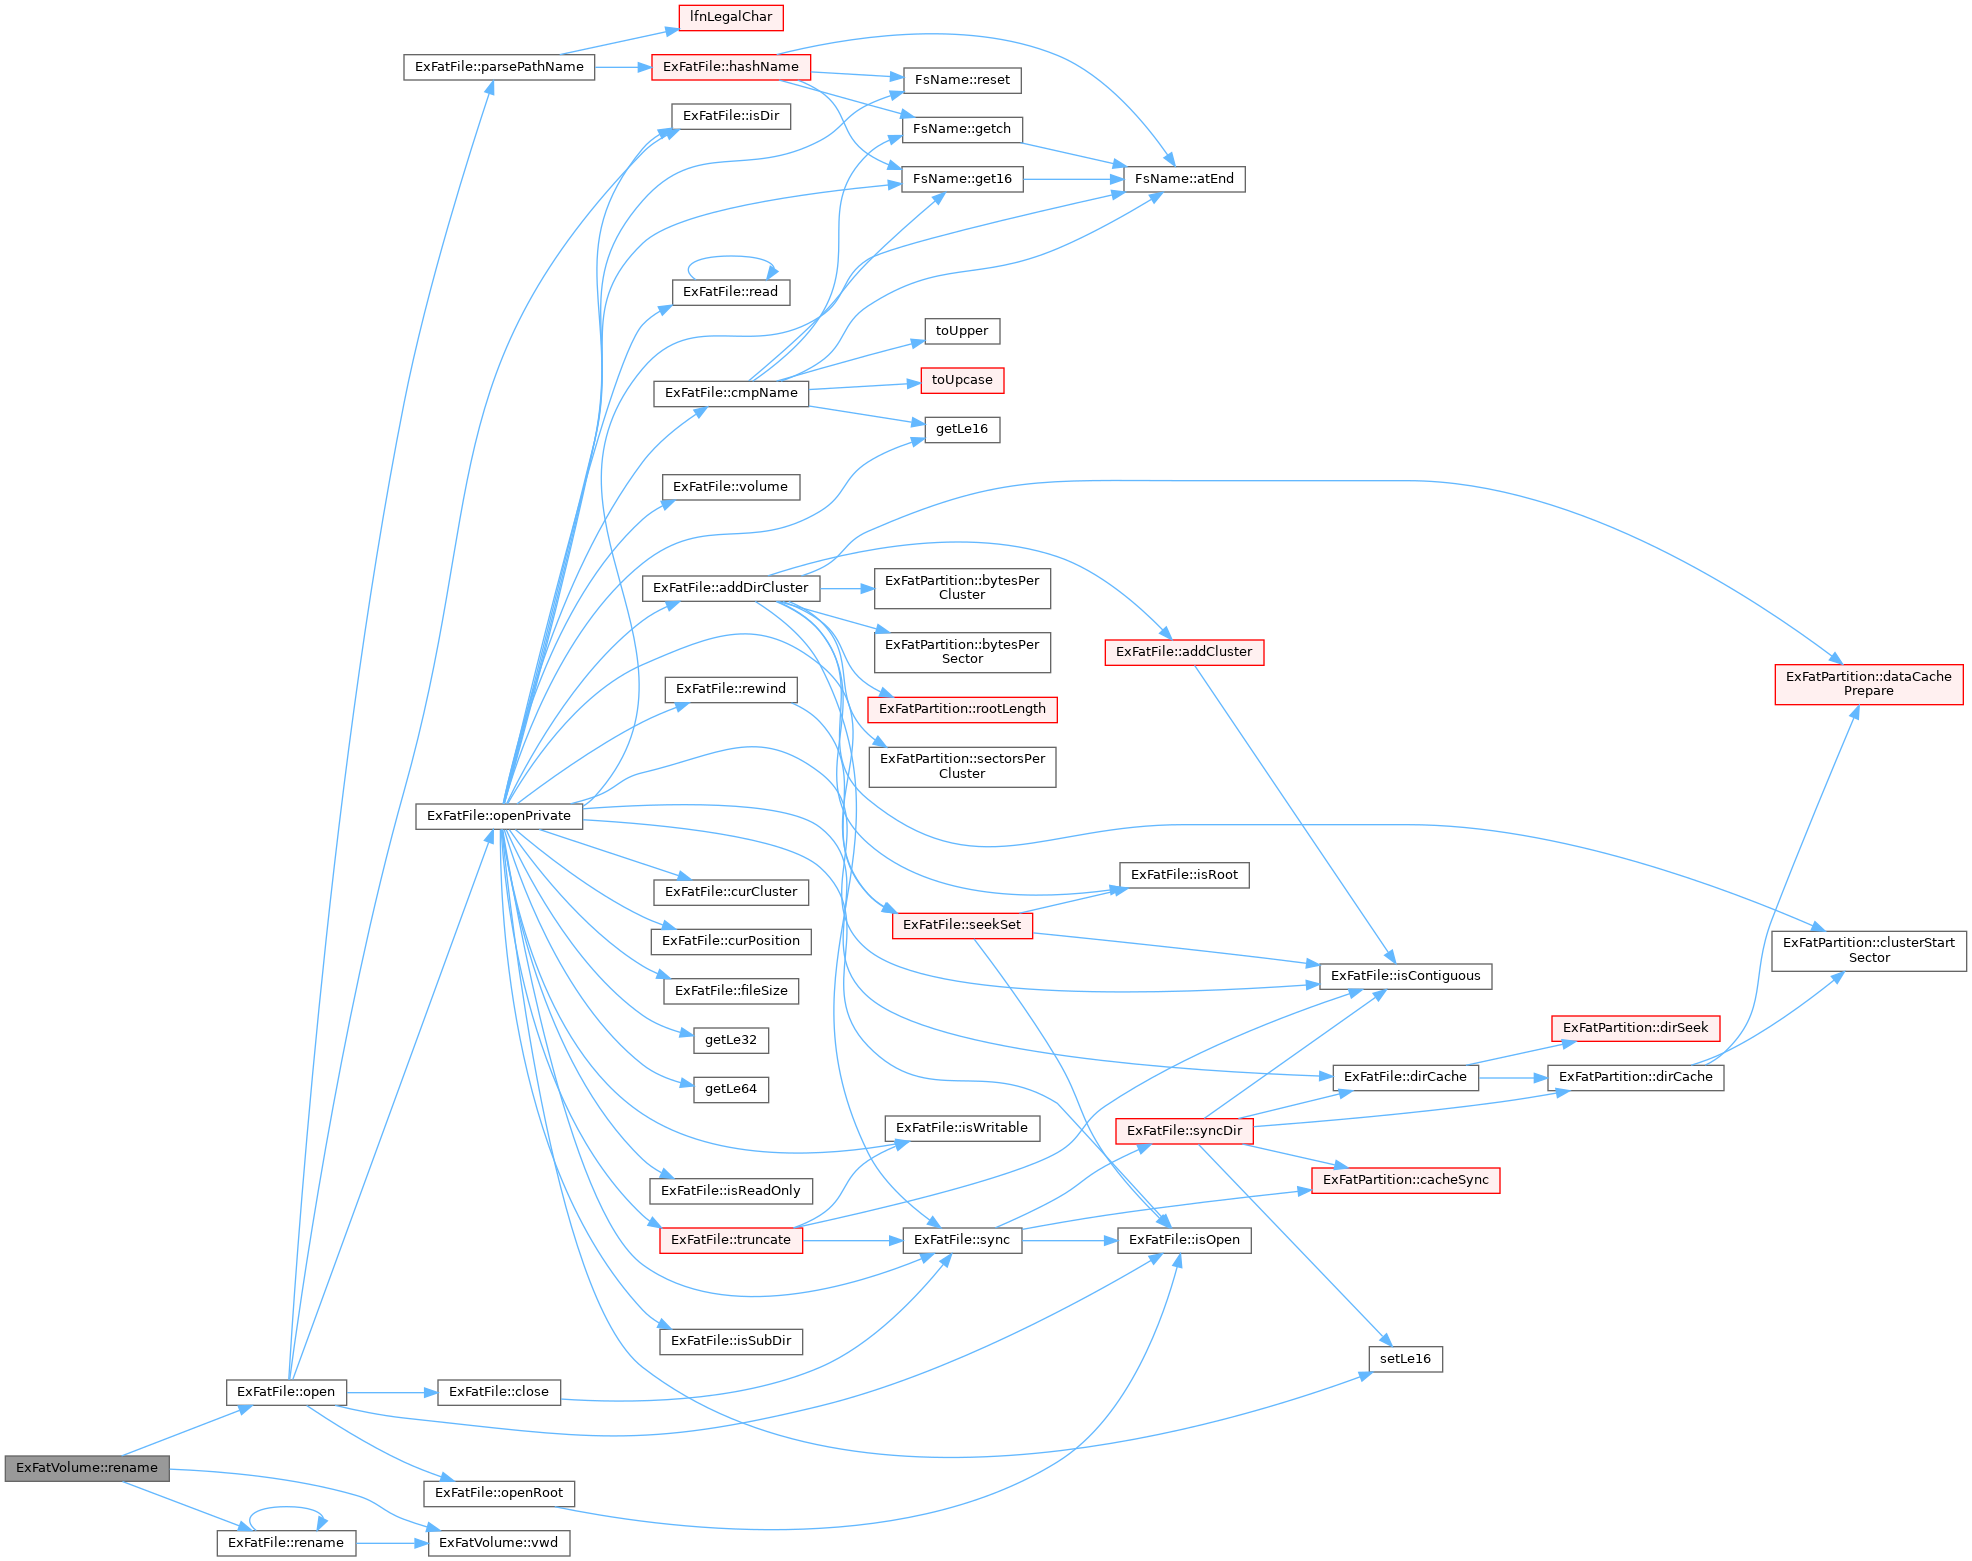 lfnLegalChar
ExFatFile::parsePathName
ExFatFile::hashName
FsName::reset
ExFatFile::isDir
FsName::getch
FsName::get16
FsName::atEnd
ExFatFile::read
toUpper
toUpcase
ExFatFile::cmpName
getLe16
ExFatFile::volume
ExFatFile::addDirCluster
ExFatPartition::bytesPer
Cluster
ExFatPartition::bytesPer
Sector
ExFatFile::addCluster
ExFatPartition::dataCache
Prepare
ExFatFile::rewind
ExFatPartition::rootLength
ExFatPartition::sectorsPer
Cluster
ExFatFile::openPrivate
ExFatFile::isRoot
ExFatFile::curCluster
ExFatFile::seekSet
ExFatFile::curPosition
ExFatPartition::clusterStart
Sector
ExFatFile::isContiguous
ExFatFile::fileSize
ExFatPartition::dirSeek
getLe32
ExFatFile::dirCache
ExFatPartition::dirCache
getLe64
ExFatFile::isWritable
ExFatFile::syncDir
ExFatPartition::cacheSync
ExFatFile::isReadOnly
ExFatFile::truncate
ExFatFile::sync
ExFatFile::isOpen
ExFatFile::isSubDir
setLe16
ExFatFile::open
ExFatFile::close
ExFatVolume::rename
ExFatFile::openRoot
ExFatFile::rename
ExFatVolume::vwd